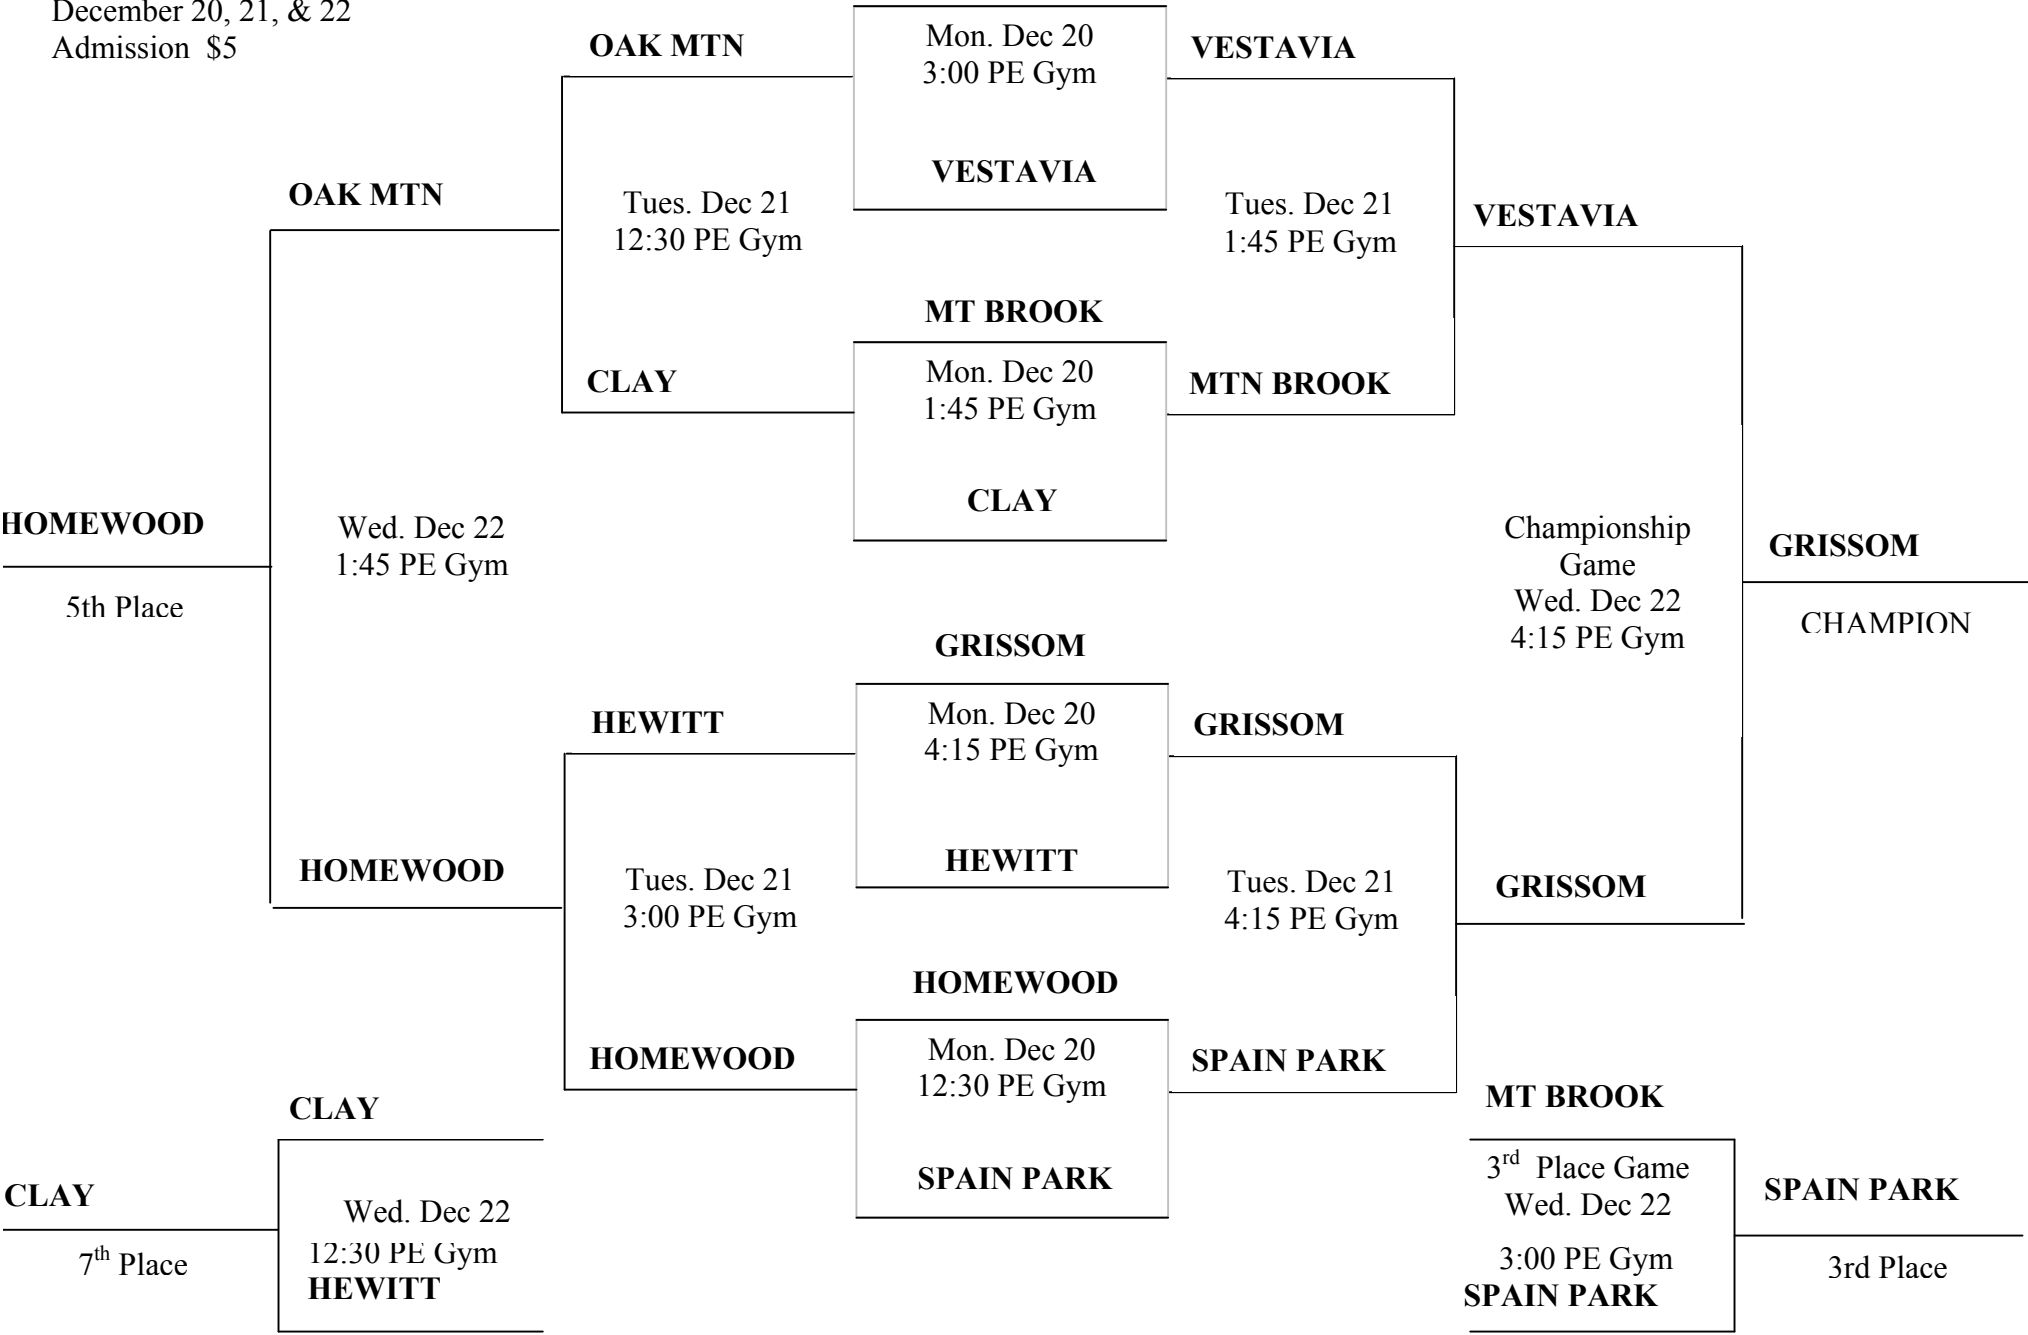 December 20, 21, & 22
Admission $5
OAK MTN
Mon. Dec 20
3:00 PE Gym
VESTAVIA
VESTAVIA
OAK MTN
Tues. Dec 21
12:30 PE Gym
Tues. Dec 21
1:45 PE Gym
VESTAVIA
MT BROOK
CLAY
Mon. Dec 20
1:45 PE Gym
MTN BROOK
CLAY
HOMEWOOD
5th Place
Wed. Dec 22
1:45 PE Gym
Championship
Game
Wed. Dec 22
4:15 PE Gym
GRISSOM
CHAMPION
GRISSOM
HEWITT
Mon. Dec 20
4:15 PE Gym
GRISSOM
HEWITT
HOMEWOOD
Tues. Dec 21
3:00 PE Gym
Tues. Dec 21
4:15 PE Gym
GRISSOM
HOMEWOOD
HOMEWOOD
Mon. Dec 20
12:30 PE Gym
SPAIN PARK
SPAIN PARK
CLAY
CLAY
7th Place
Wed. Dec 22
12:30 PE Gym
HEWITT
MT BROOK
3rd Place Game
Wed. Dec 22
3:00 PE Gym
SPAIN PARK
SPAIN PARK
3rd Place